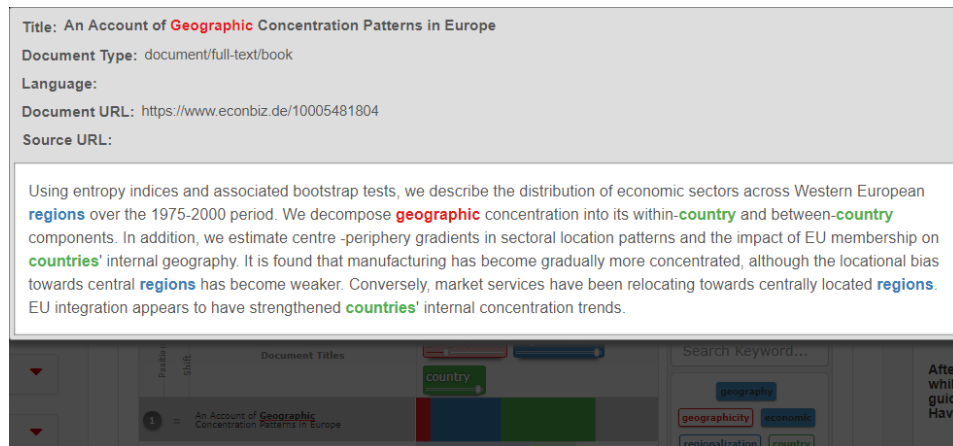 Title: An Account of Geographic Concentration Patterns in Europe
Document Type: document/full-text/book
Language:
Document URL: https://www.econbiz.de/10005481804
Source URL:
Using entropy indices and associated bootstrap tests, we describe the distribution of economic sectors across Western European
regions over the 1975-2000 period. We decompose geographic concentration into its within-country and between-country
components. In addition, we estimate centre -periphery gradients in sectoral location patterns and the impact of EU membership on
countries' internal geography. It is found that manufacturing has become gradually more concentrated, although the locational bias
towards central regions has become weaker. Conversely, market services have been relocating towards centrally located regions.
EU integration appears to have strengthened countries' internal concentration trends.
Position
Shift
Document Titles
country
Search Keyword...
geography
geographicity economic
regionalization country
1
An Account of Geographic
Concentration Patterns in Europe
Afte
whil
guid
Hav